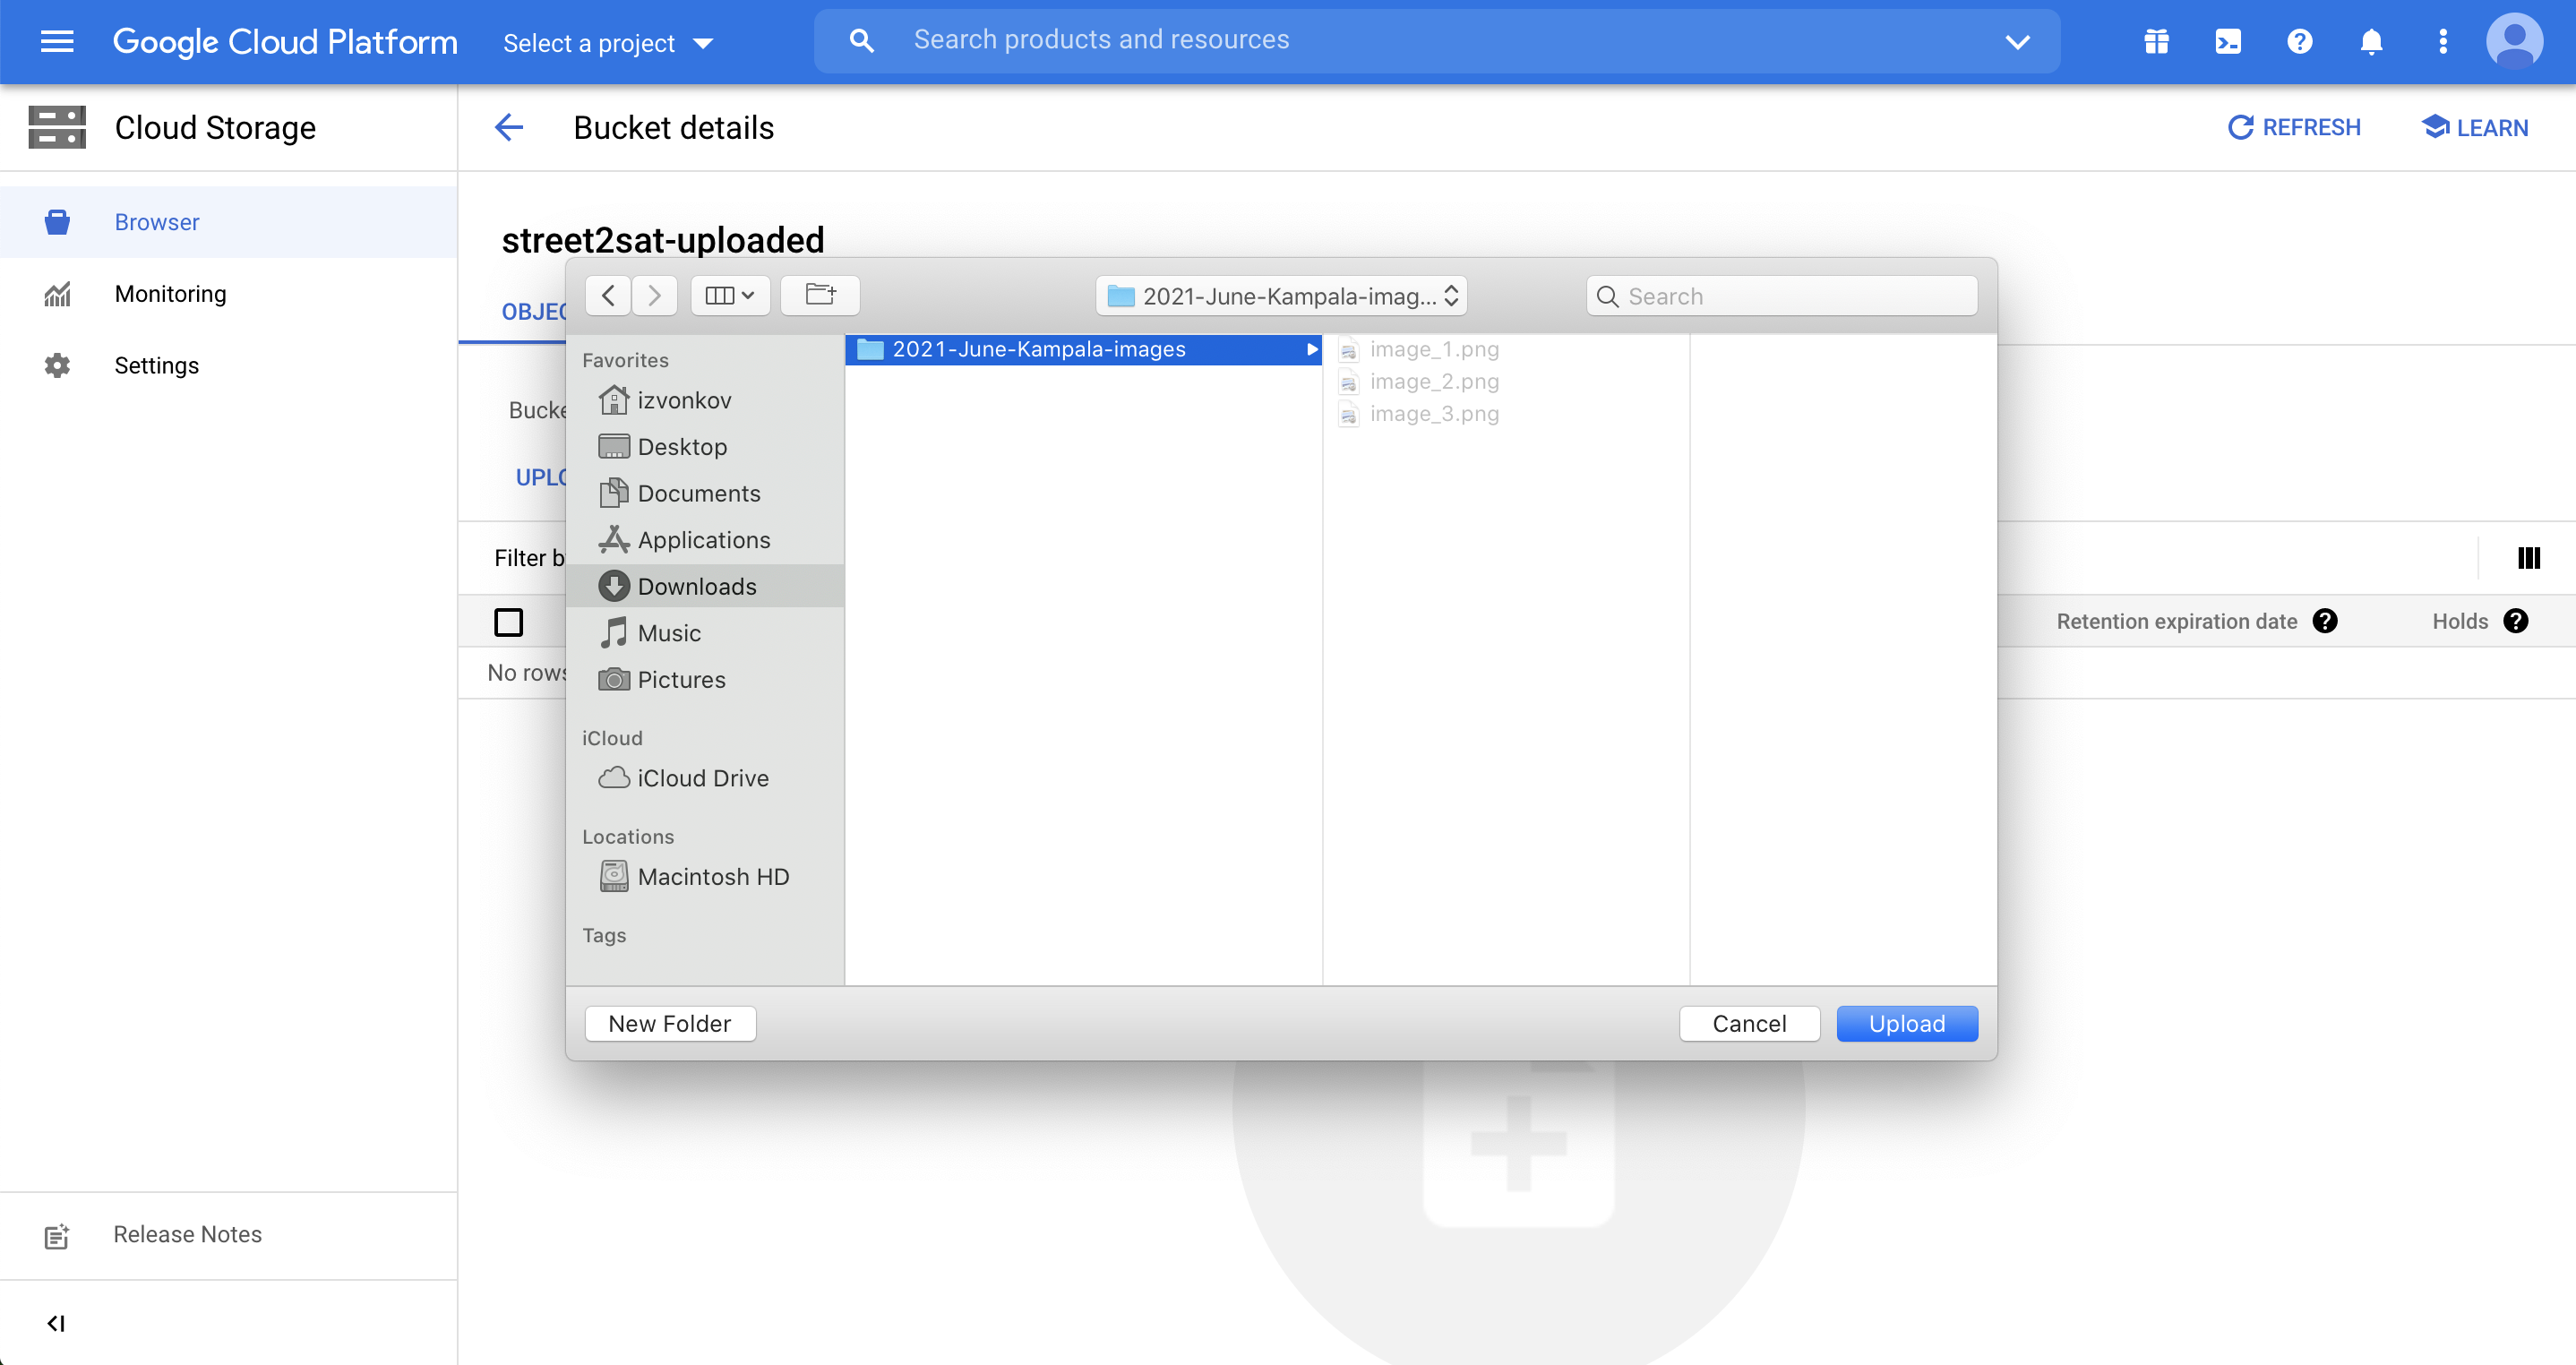 Google Cloud Platform
Select a project
Search products and resources
Cloud Storage
Bucket details
REFRESH
LEARN
Browser
Monitoring
Settings
street2sat-uploaded
OBJEC
Bucke
UPLO
Filter b
Retention expiration date
Holds
No rows
2021-June-Kampala-imag...
Search
Favorites
izvonkov
Desktop
Documents
Applications
Downloads
Music
Pictures
iCloud
iCloud Drive
Locations
Macintosh HD
Tags
2021-June-Kampala-images
image_1.png
image_2.png
image_3.png
New Folder
Cancel
Upload
Release Notes